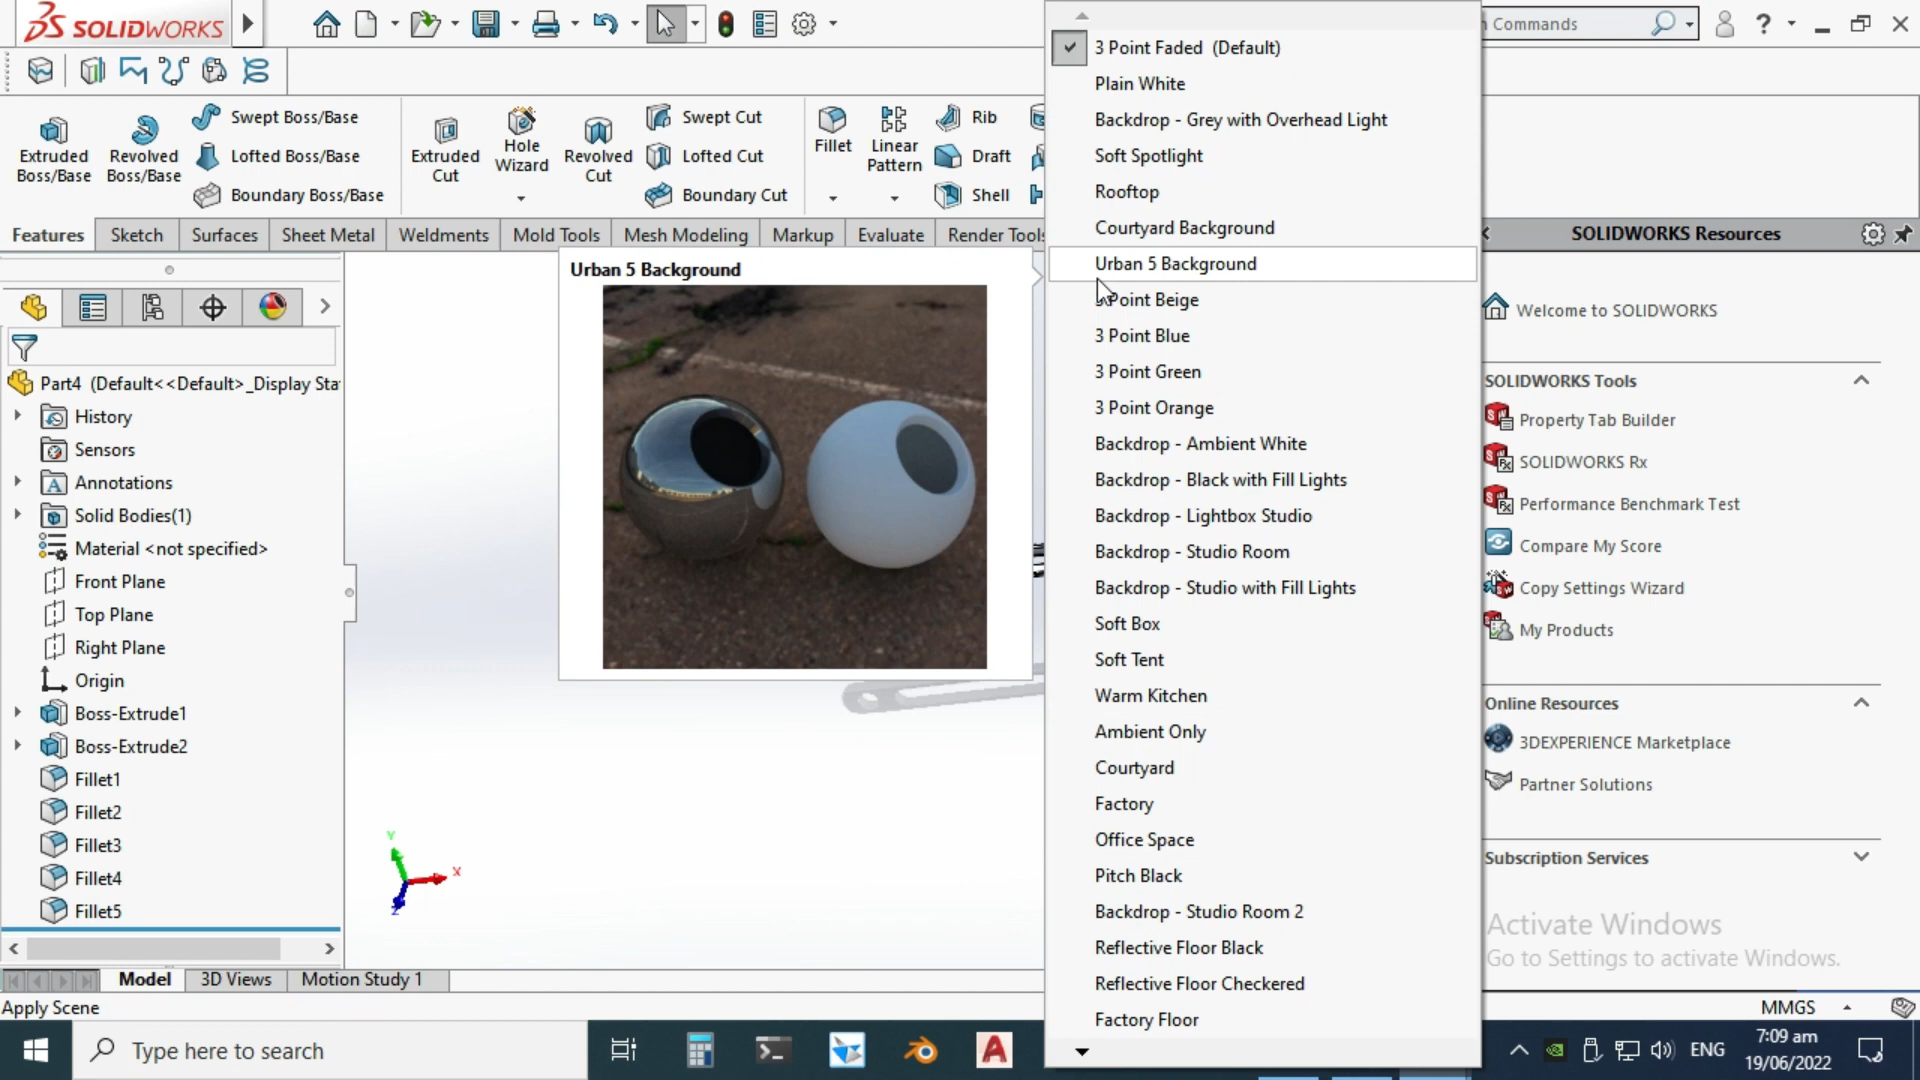 SOLIDWORKS
Commands
Extruded Boss/Base
Revolved Boss/Base
Swept Boss/Base
Lofted Boss/Base
Boundary Boss/Base
Extruded Cut
Hole Wizard
Revolved Cut
Swept Cut
Lofted Cut
Boundary Cut
Fillet
Linear Pattern
Rib
Draft
Shell
Features
Sketch
Surfaces
Sheet Metal
Weldments
Mold Tools
Mesh Modeling
Markup
Evaluate
Render Tools
Part4 (Default<<Default>_Display Sta
History
Sensors
Annotations
Solid Bodies(1)
Material <not specified>
Front Plane
Top Plane
Right Plane
Origin
Boss-Extrude1
Boss-Extrude2
Fillet1
Fillet2
Fillet3
Fillet4
Fillet5
Urban 5 Background
Y
X
Z
3 Point Faded (Default)
Plain White
Backdrop - Grey with Overhead Light
Soft Spotlight
Rooftop
Courtyard Background
Urban 5 Background
Point Beige
3 Point Blue
3 Point Green
3 Point Orange
Backdrop - Ambient White
Backdrop - Black with Fill Lights
Backdrop - Lightbox Studio
Backdrop - Studio Room
Backdrop - Studio with Fill Lights
Soft Box
Soft Tent
Warm Kitchen
Ambient Only
Courtyard
Factory
Office Space
Pitch Black
Backdrop - Studio Room 2
Reflective Floor Black
Reflective Floor Checkered
Factory Floor
SOLIDWORKS Resources
Welcome to SOLIDWORKS
SOLIDWORKS Tools
Property Tab Builder
SOLIDWORKS Rx
Performance Benchmark Test
Compare My Score
Copy Settings Wizard
My Products
Online Resources
3DEXPERIENCE Marketplace
Partner Solutions
Subscription Services
Activate Windows
Go to Settings to activate Windows.
Model
3D Views
Motion Study 1
Apply Scene
MMGS
Type here to search
ENG
7:09 am
19/06/2022